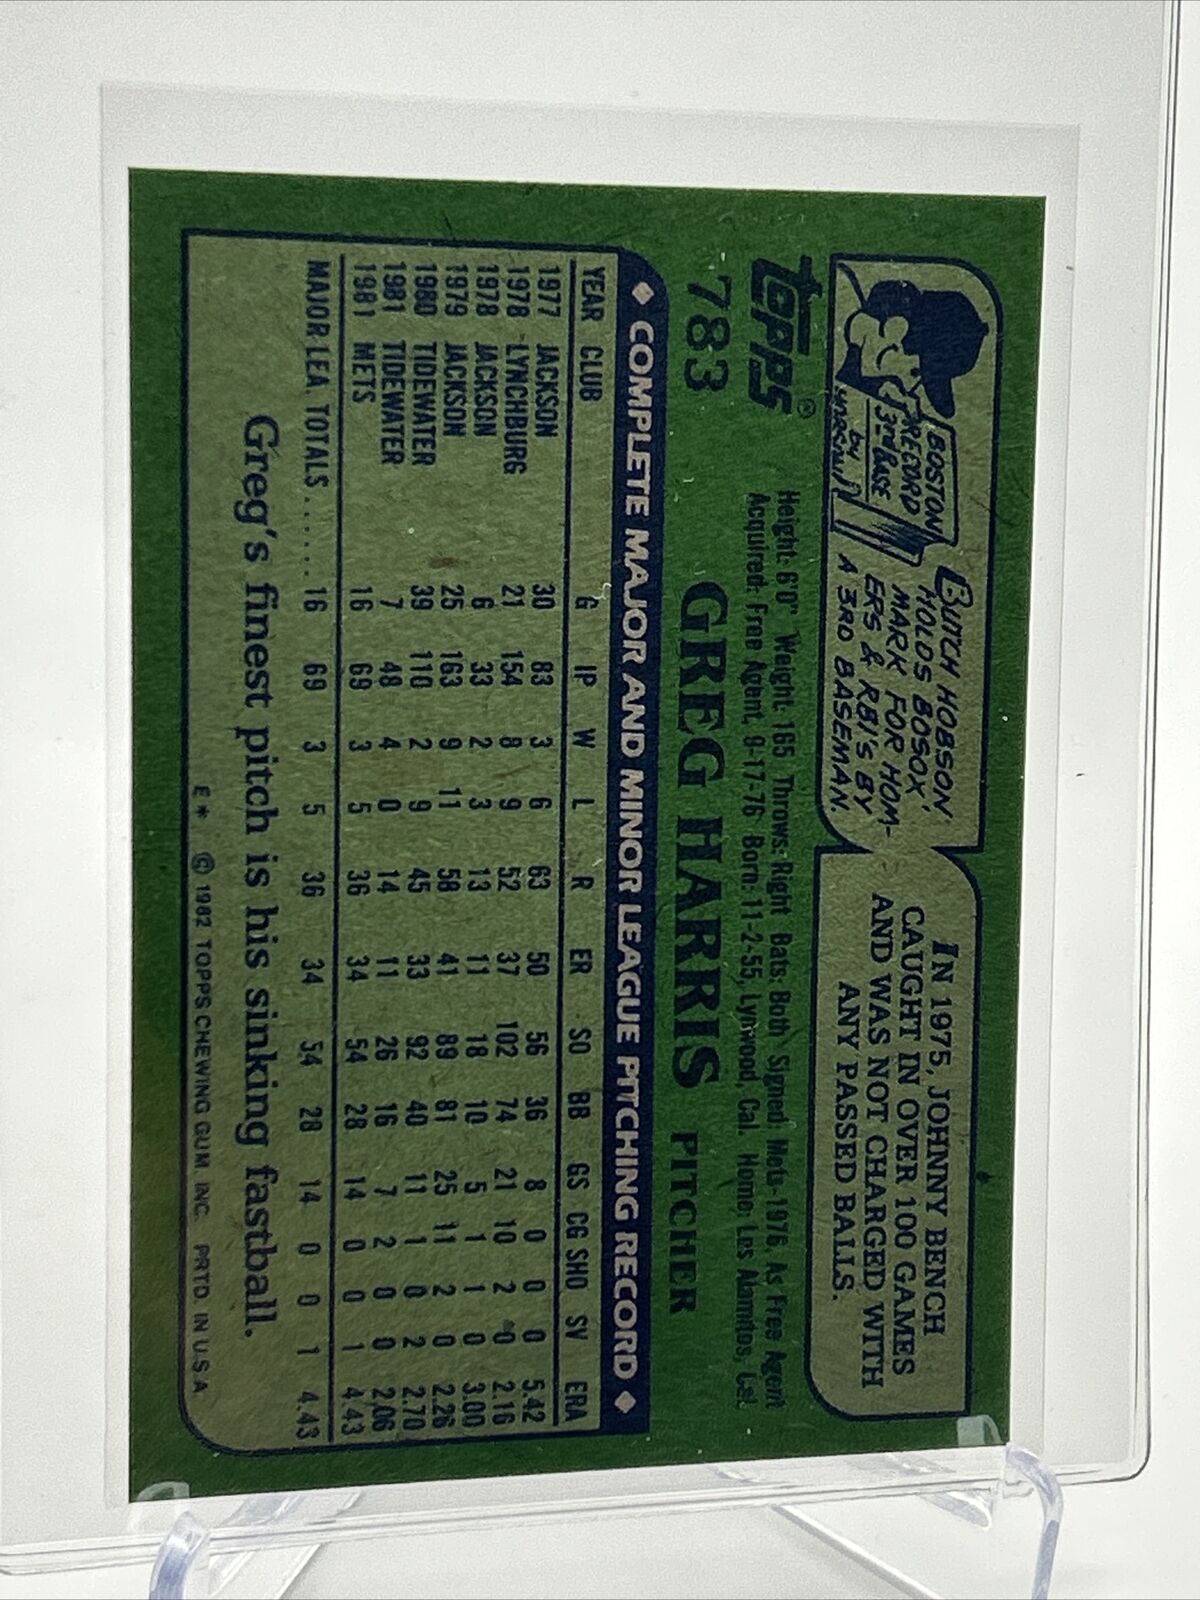 BOSTON
RECORD
3rd BASE
by
HOBSON
BUTCH HOBSON
HOLDS BOSOX'
MARK FOR HOM-
ERS & RBI'S BY
A 3RD BASEMAN.
IN 1975, JOHNNY BENCH
CAUGHT IN OVER 100 GAMES
AND WAS NOT CHARGED WITH
ANY PASSED BALLS.
topps®
783
Height: 6'0" Weight: 165 Throws: Right Bats: Both Signed: Mets-1976, As Free Agent
Acquired: Free Agent, 9-17-76 Born: 11-2-55, Lynwood, Cal. Home: Los Alamitos, Cal.
GREG HARRIS PITCHER
◆ COMPLETE MAJOR AND MINOR LEAGUE PITCHING RECORD ◆
YEAR CLUB G IP W L R ER SO BB GS CG SHO SV ERA
1977 JACKSON 30 83 3 6 63 50 56 36 8 0 0 0 5.42
1978 LYNCHBURG 21 154 8 9 52 37 102 74 21 10 2 0 2.16
1978 JACKSON 6 33 2 3 13 11 18 10 5 1 1 0 3.00
1979 JACKSON 25 163 9 11 58 41 89 81 25 11 2 0 2.26
1980 TIDEWATER 39 110 2 9 45 33 92 40 11 1 0 2 2.70
1981 TIDEWATER 7 48 4 0 14 11 26 16 7 2 0 0 2.06
1981 METS 16 69 3 5 36 34 54 28 14 0 0 1 4.43
MAJOR LEA. TOTALS...... 16 69 3 5 36 34 54 28 14 0 0 1 4.43
Greg's finest pitch is his sinking fastball.
E* © 1982 TOPPS CHEWING GUM, INC. PRTD. IN U.S.A